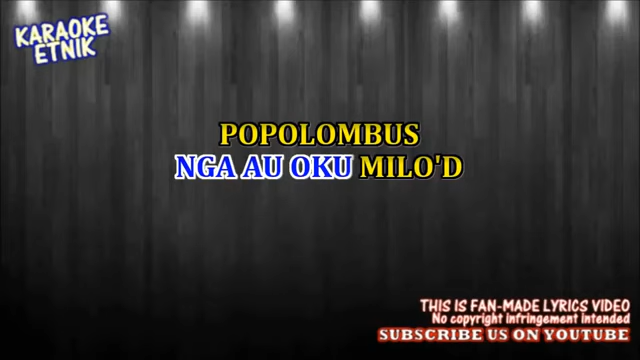 KARAOKE
ETNIK
POPOLOMBUS
NGA AU OKU MILO'D
THIS IS FAN-MADE LYRICS VIDEO
No copyright infringement intended
SUBSCRIBE US ON YOUTUBE